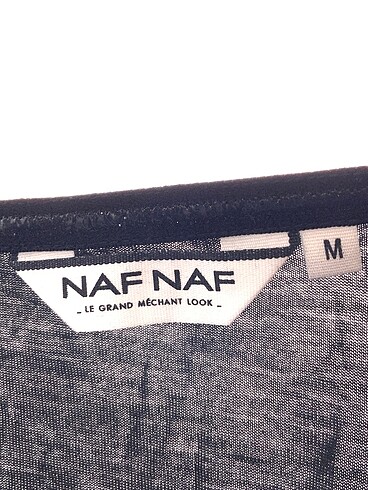 NAF NAF
- LE GRAND MÉCHANT LOOK -
M